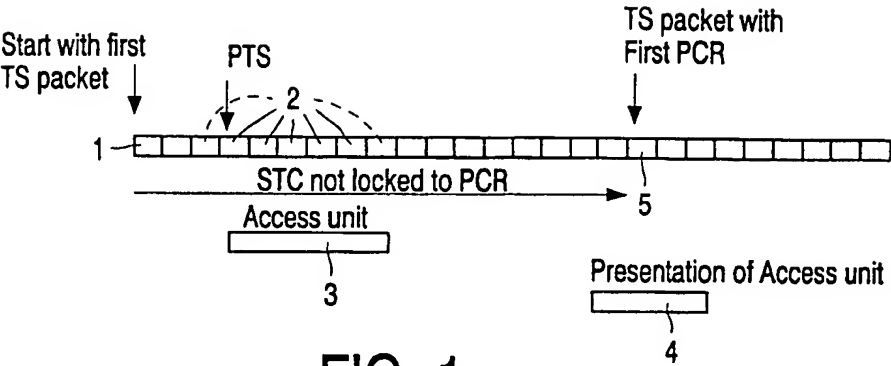 Start with first
TS packet
PTS
TS packet with
First PCR
2
1
STC not locked to PCR
5
Access unit
3
Presentation of Access unit
4
FIG. 1